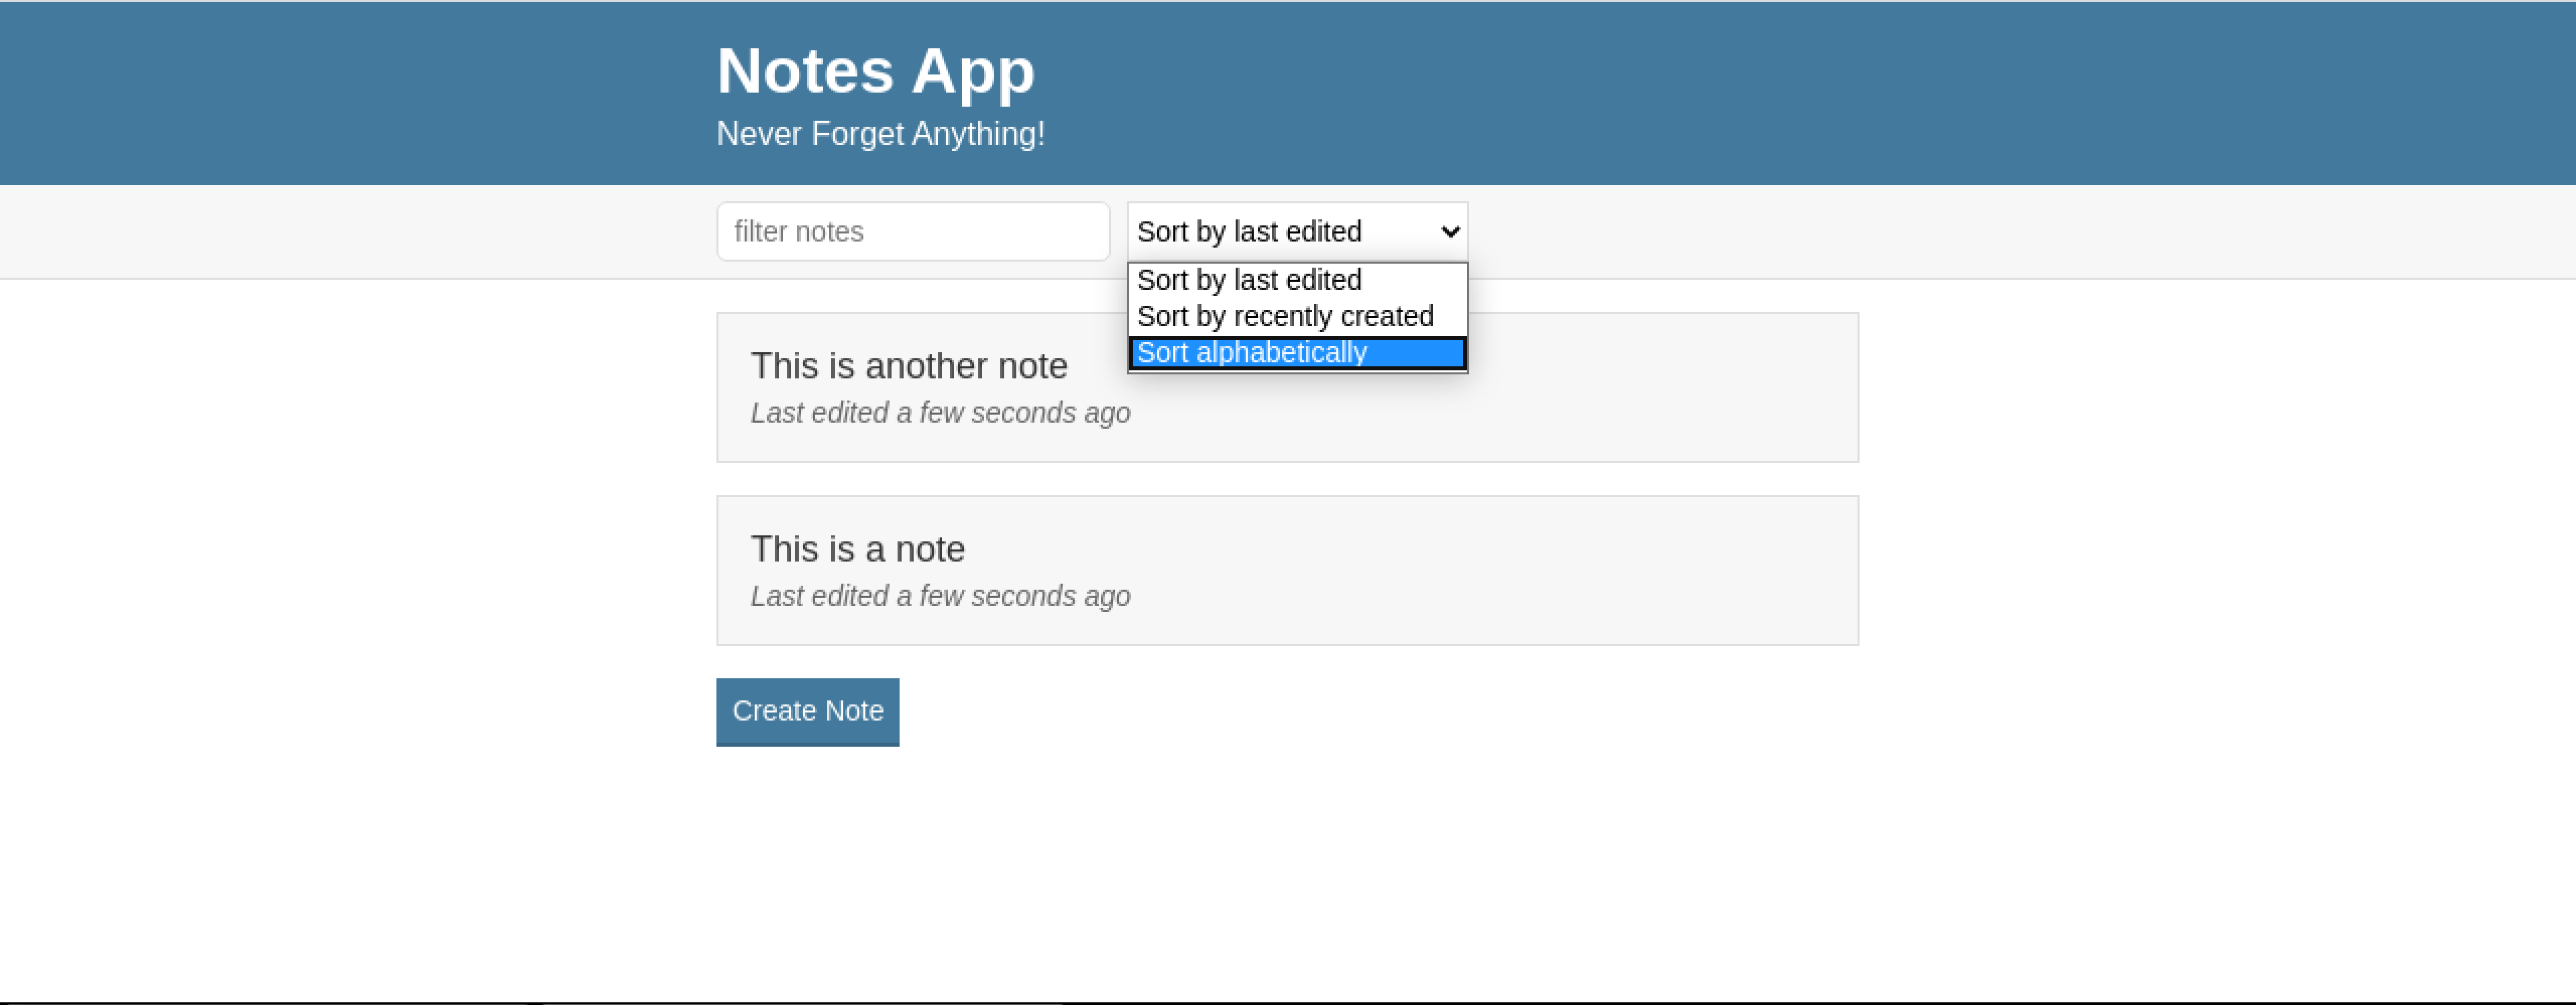 Notes App
Never Forget Anything!
filter notes
Sort by last edited
Sort by last edited
Sort by recently created
Sort alphabetically
This is another note
Last edited a few seconds ago
This is a note
Last edited a few seconds ago
Create Note